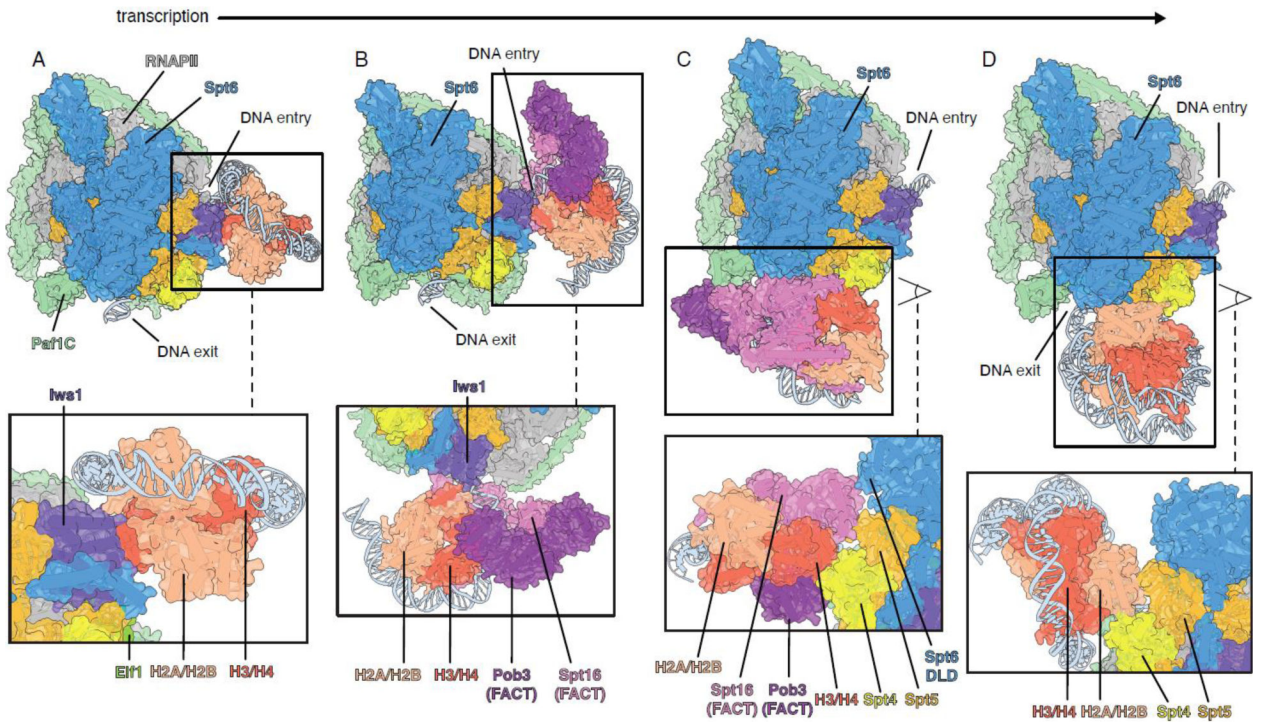 transcription
A
RNAPII
Spt6
DNA entry
Paf1C
DNA exit
B
DNA entry
Spt6
DNA exit
C
Spt6
DNA entry
D
Spt6
DNA entry
DNA exit
Iws1
Elf1 H2A/H2B H3/H4
Iws1
H2A/H2B H3/H4 Pob3 Spt16
(FACT) (FACT)
H2A/H2B
Spt16 Pob3 H3/H4 Spt4 Spt5
(FACT) (FACT)
Spt6
DLD
H3/H4 H2A/H2B Spt4 Spt5